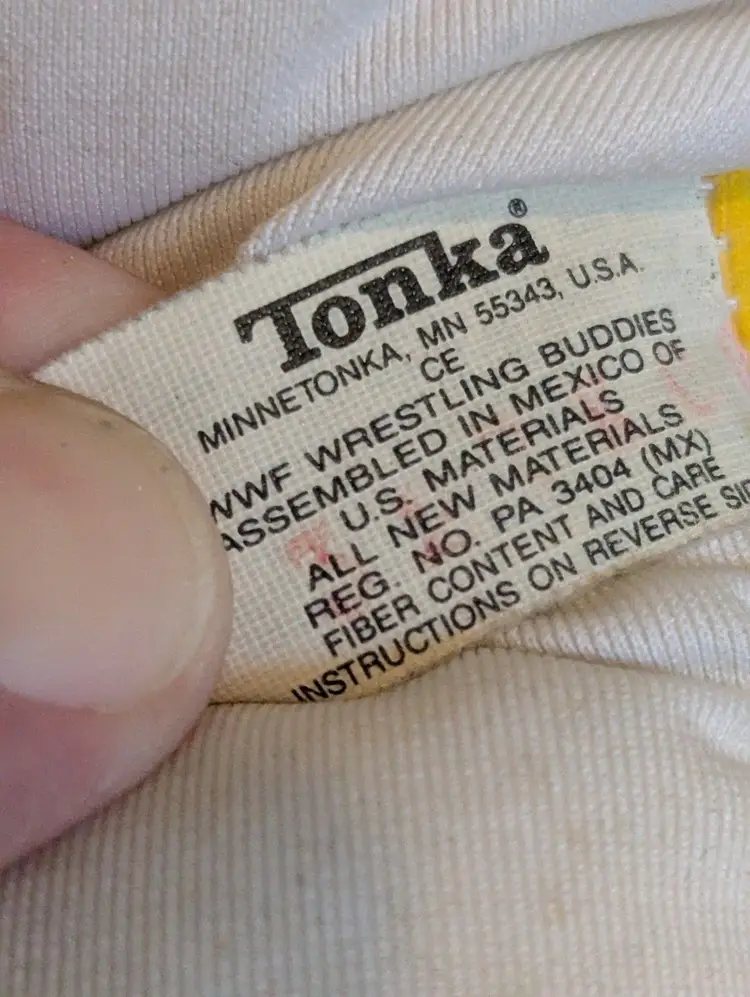 Tonka®
MINNETONKA, MN 55343, U.S.A.
CE
WWF WRESTLING BUDDIES
ASSEMBLED IN MEXICO OF
U.S. MATERIALS
ALL NEW MATERIALS
REG. NO. PA 3404 (MX)
FIBER CONTENT AND CARE
INSTRUCTIONS ON REVERSE